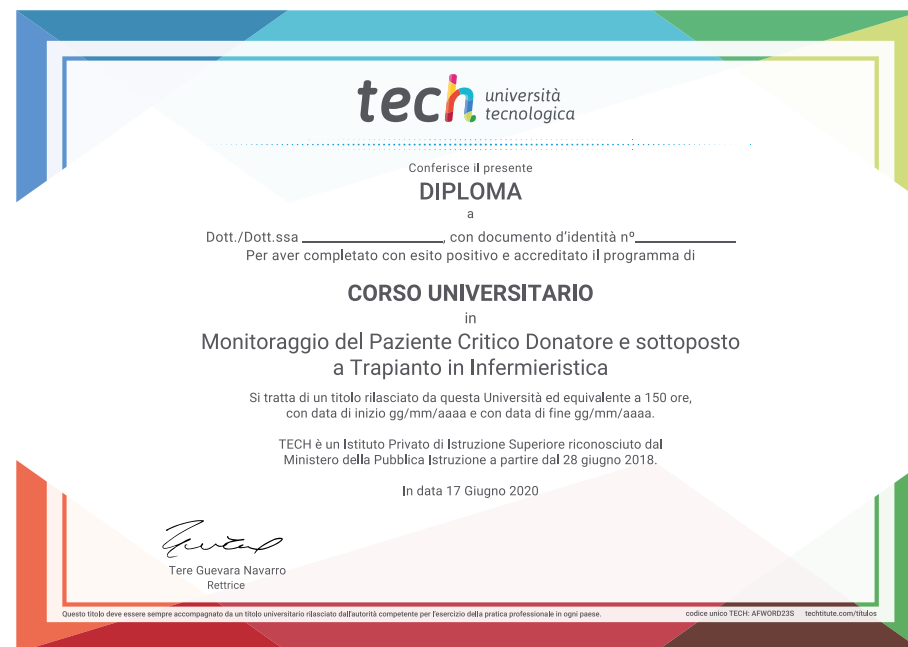 tech università
tecnologica
Conferisce il presente
DIPLOMA
a
Dott./Dott.ssa ____________________, con documento d'identità nº______________
Per aver completato con esito positivo e accreditato il programma di
CORSO UNIVERSITARIO
in
Monitoraggio del Paziente Critico Donatore e sottoposto
a Trapianto in Infermieristica
Si tratta di un titolo rilasciato da questa Università ed equivalente a 150 ore,
con data di inizio gg/mm/aaaa e con data di fine gg/mm/aaaa.
TECH è un Istituto Privato di Istruzione Superiore riconosciuto dal
Ministero della Pubblica Istruzione a partire dal 28 giugno 2018.
In data 17 Giugno 2020
Tere Guevara Navarro
Rettrice
Questo titolo deve essere sempre accompagnato da un titolo universitario rilasciato dall'autorità competente per l'esercizio della pratica professionale in ogni paese. codice unico TECH: AFWORD23S techtitute.com/titulos